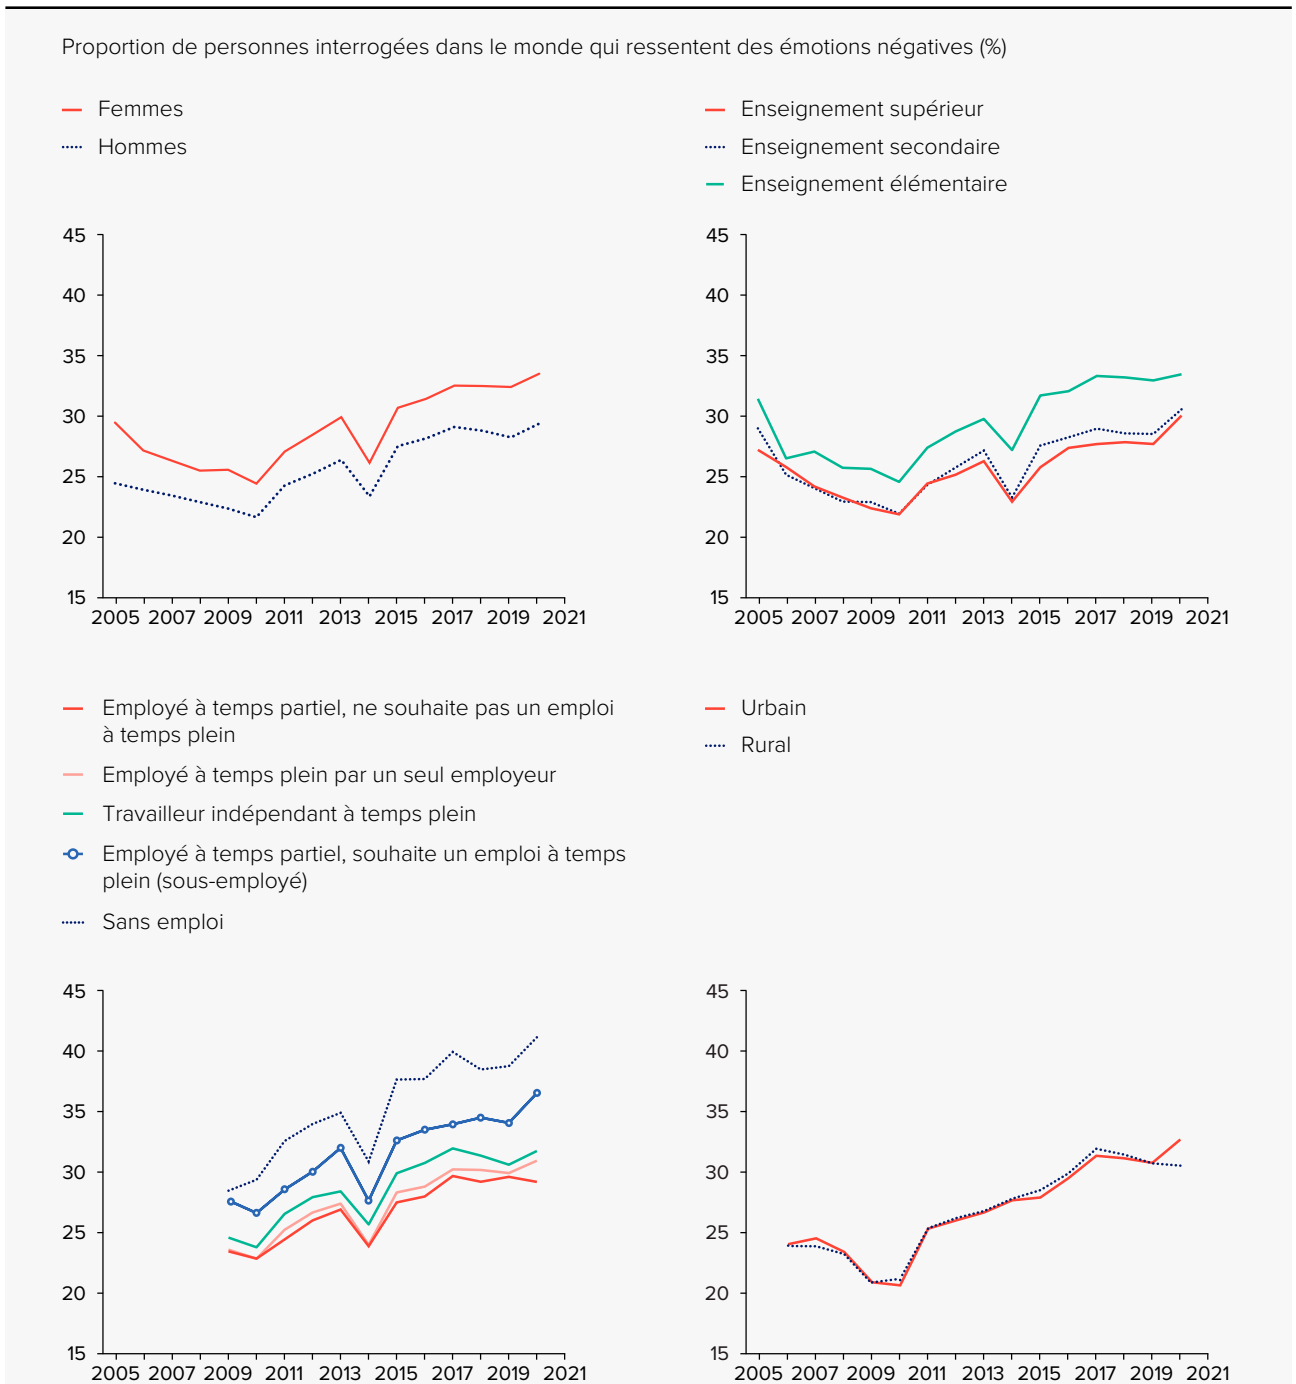 Proportion de personnes interrogées dans le monde qui ressentent des émotions négatives (%)
Femmes
Hommes
45
40
35
30
25
20
15
2005 2007 2009 2011 2013 2015 2017 2019 2021
Enseignement supérieur
Enseignement secondaire
Enseignement élémentaire
45
40
35
30
25
20
15
2005 2007 2009 2011 2013 2015 2017 2019 2021
Employé à temps partiel, ne souhaite pas un emploi
à temps plein
Employé à temps plein par un seul employeur
Travailleur indépendant à temps plein
Employé à temps partiel, souhaite un emploi à temps
plein (sous-employé)
Sans emploi
45
40
35
30
25
20
15
2005 2007 2009 2011 2013 2015 2017 2019 2021
Urbain
Rural
45
40
35
30
25
20
15
2005 2007 2009 2011 2013 2015 2017 2019 2021